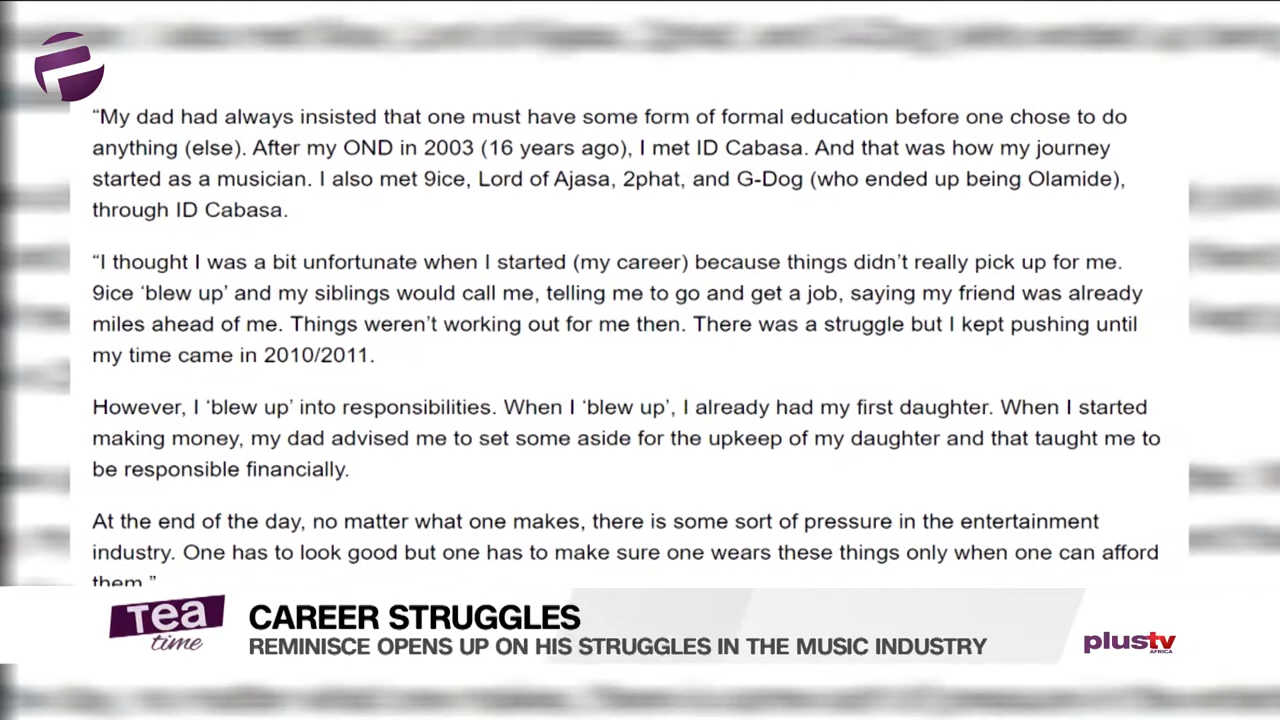 “My dad had always insisted that one must have some form of formal education before one chose to do
anything (else). After my OND in 2003 (16 years ago), I met ID Cabasa. And that was how my journey
started as a musician. I also met 9ice, Lord of Ajasa, 2phat, and G-Dog (who ended up being Olamide),
through ID Cabasa.
“I thought I was a bit unfortunate when I started (my career) because things didn’t really pick up for me.
9ice ‘blew up’ and my siblings would call me, telling me to go and get a job, saying my friend was already
miles ahead of me. Things weren’t working out for me then. There was a struggle but I kept pushing until
my time came in 2010/2011.
However, I ‘blew up’ into responsibilities. When I ‘blew up’, I already had my first daughter. When I started
making money, my dad advised me to set some aside for the upkeep of my daughter and that taught me to
be responsible financially.
At the end of the day, no matter what one makes, there is some sort of pressure in the entertainment
industry. One has to look good but one has to make sure one wears these things only when one can afford
them.”
Tea
time
CAREER STRUGGLES
REMINISCE OPENS UP ON HIS STRUGGLES IN THE MUSIC INDUSTRY
plustv
AFRICA